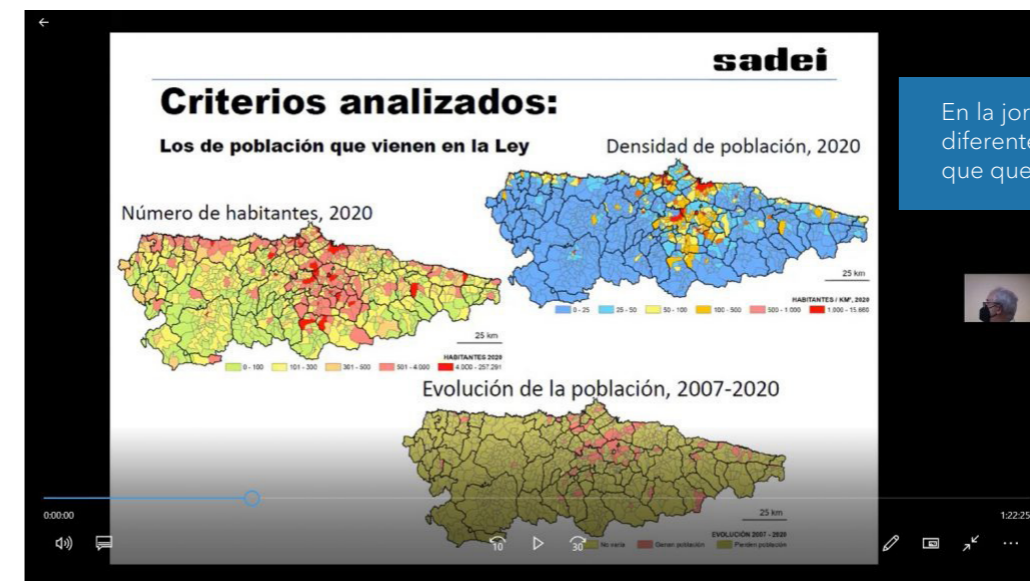 sadei
Criterios analizados:
Los de población que vienen en la Ley
Densidad de población, 2020
25 km
HABITANTES / KM², 2020
0 - 25 25 - 50 50 - 100 100 - 500 500 - 1.000 1.000 - 15.660
Número de habitantes, 2020
25 km
HABITANTES 2020
0 - 100 101 - 300 301 - 500 501 - 4.000 4.000 - 257.291
Evolución de la población, 2007-2020
25 km
EVOLUCIÓN 2007 - 2020
No varía Ganan población Pierden población
En la jor
diferente
que que
0:00:00
1:22:25
10
30